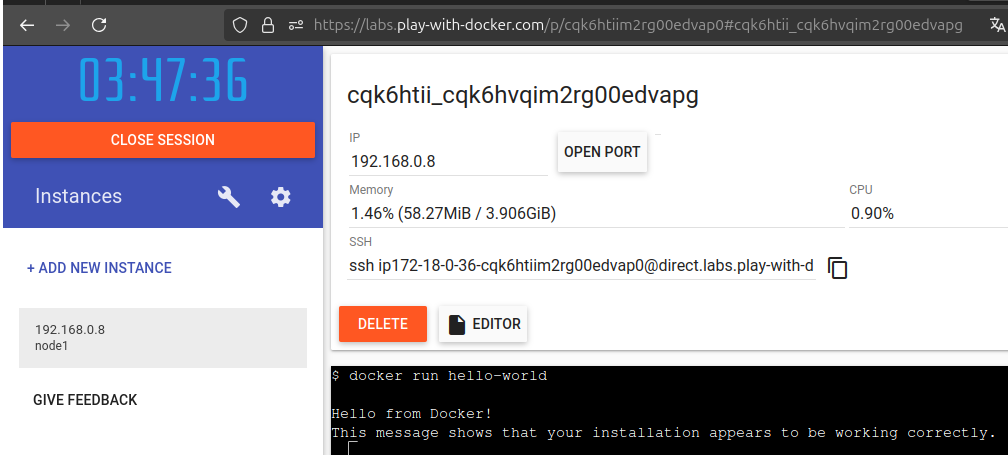 https://labs.play-with-docker.com/p/cqk6htiim2rg00edvap0#cqk6htii_cqk6hvqim2rg00edvapg
03:47:36
CLOSE SESSION
Instances
+ ADD NEW INSTANCE
192.168.0.8
node1
GIVE FEEDBACK
cqk6htii_cqk6hvqim2rg00edvapg
IP
192.168.0.8
OPEN PORT
Memory
1.46% (58.27MiB / 3.906GiB)
CPU
0.90%
SSH
ssh ip172-18-0-36-cqk6htiim2rg00edvap0@direct.labs.play-with-d
DELETE
EDITOR
$ docker run hello-world
Hello from Docker!
This message shows that your installation appears to be working correctly.